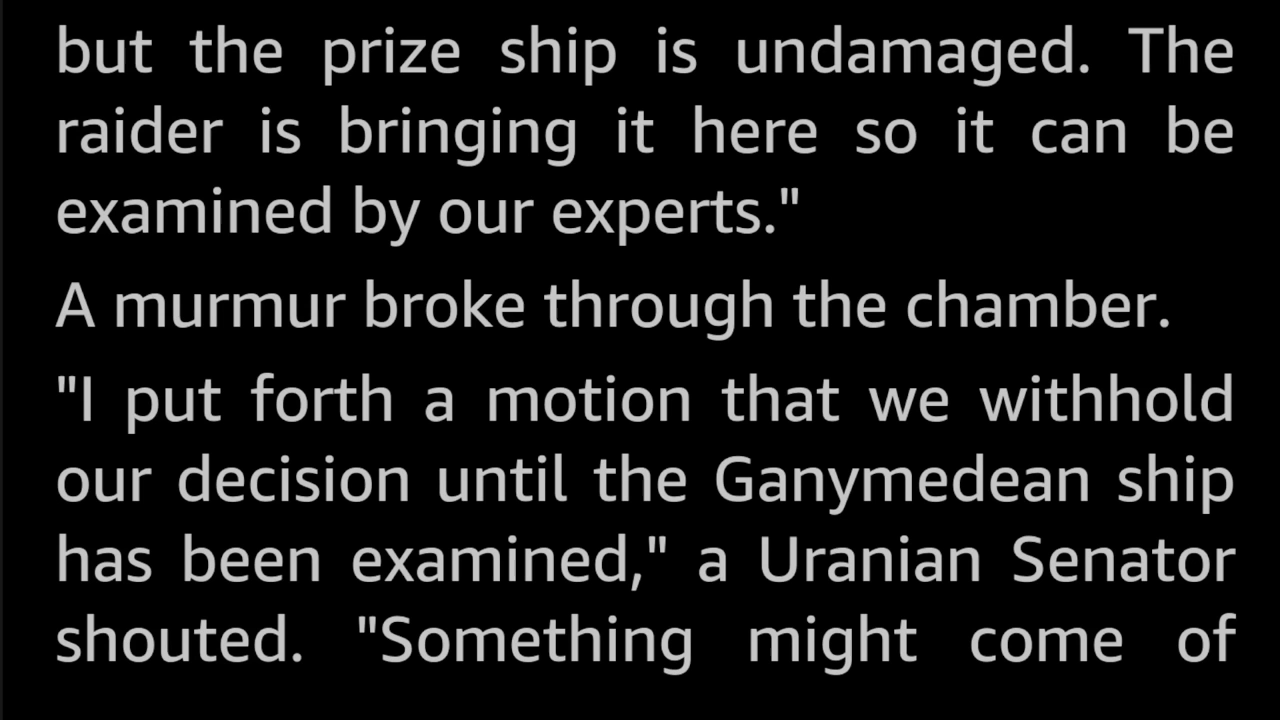 but the prize ship is undamaged. The
raider is bringing it here so it can be
examined by our experts."
A murmur broke through the chamber.
"I put forth a motion that we withhold
our decision until the Ganymedean ship
has been examined," a Uranian Senator
shouted. "Something might come of